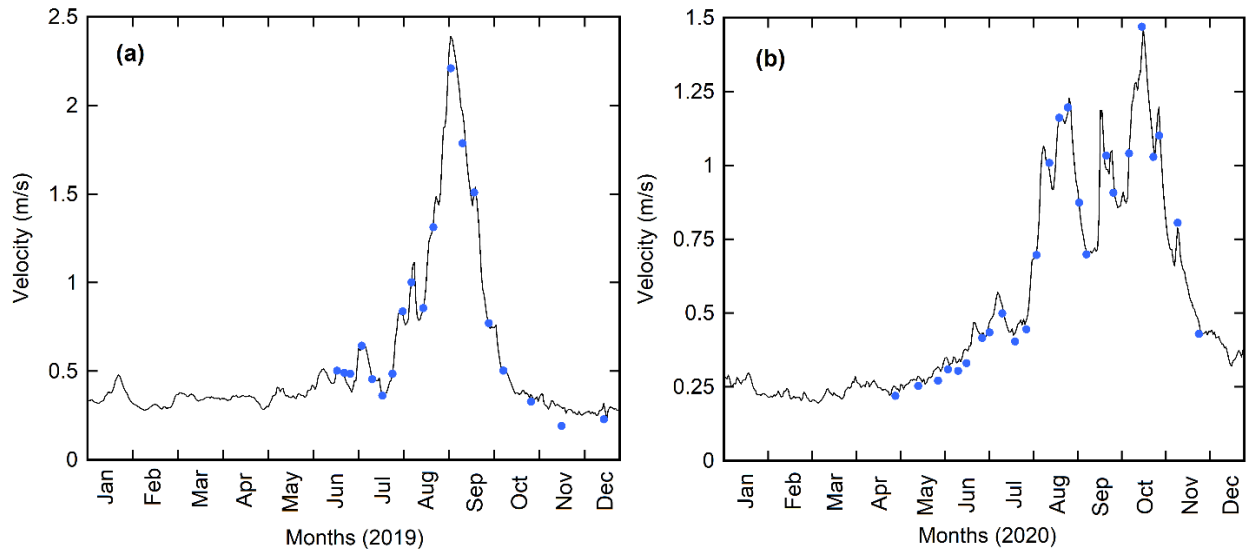 (a)
Velocity (m/s)
2.5
2
1.5
1
0.5
0
Jan Feb Mar Apr May Jun Jul Aug Sep Oct Nov Dec
Months (2019)
(b)
Velocity (m/s)
1.5
1.25
1
0.75
0.5
0.25
0
Jan Feb Mar Apr May Jun Jul Aug Sep Oct Nov Dec
Months (2020)